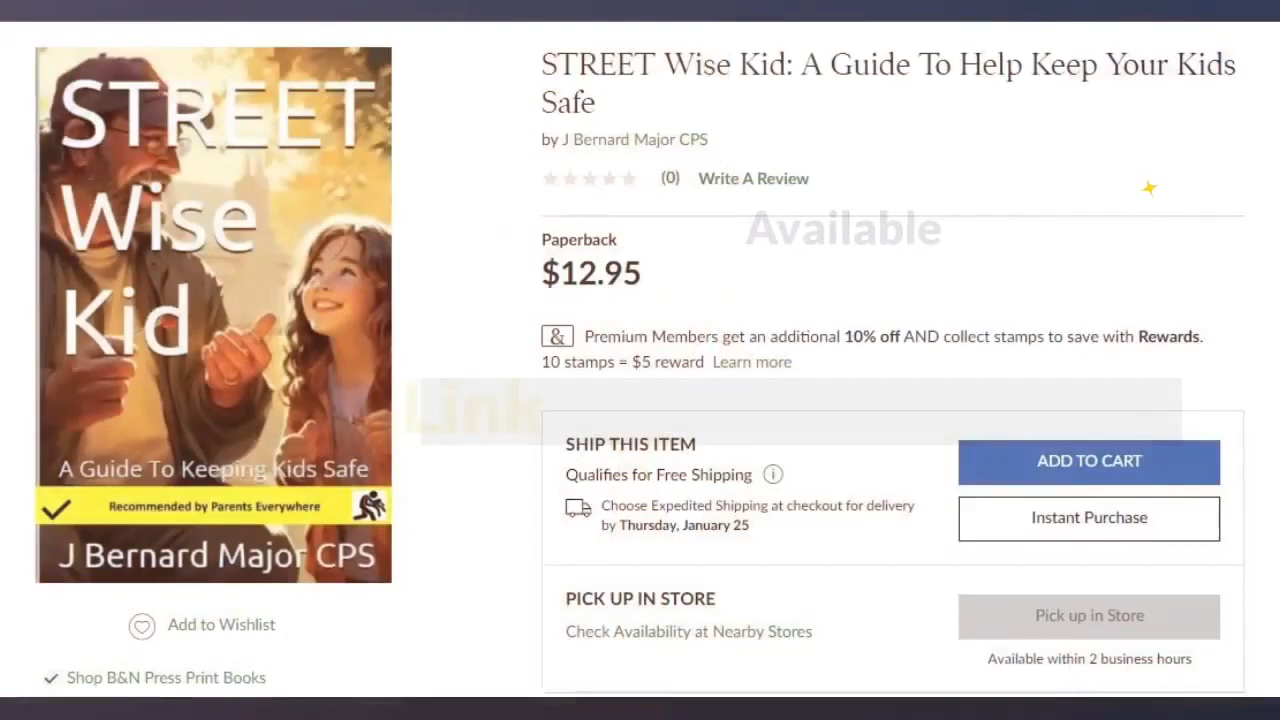 STREET
Wise
Kid
A Guide To Keeping Kids Safe
Recommended by Parents Everywhere
J Bernard Major CPS
Add to Wishlist
Shop B&N Press Print Books
STREET Wise Kid: A Guide To Help Keep Your Kids
Safe
by J Bernard Major CPS
(0) Write A Review
Available
Paperback
$12.95
& Premium Members get an additional 10% off AND collect stamps to save with Rewards.
10 stamps = $5 reward Learn more
Link
SHIP THIS ITEM
Qualifies for Free Shipping
Choose Expedited Shipping at checkout for delivery
by Thursday, January 25
ADD TO CART
Instant Purchase
PICK UP IN STORE
Check Availability at Nearby Stores
Pick up in Store
Available within 2 business hours